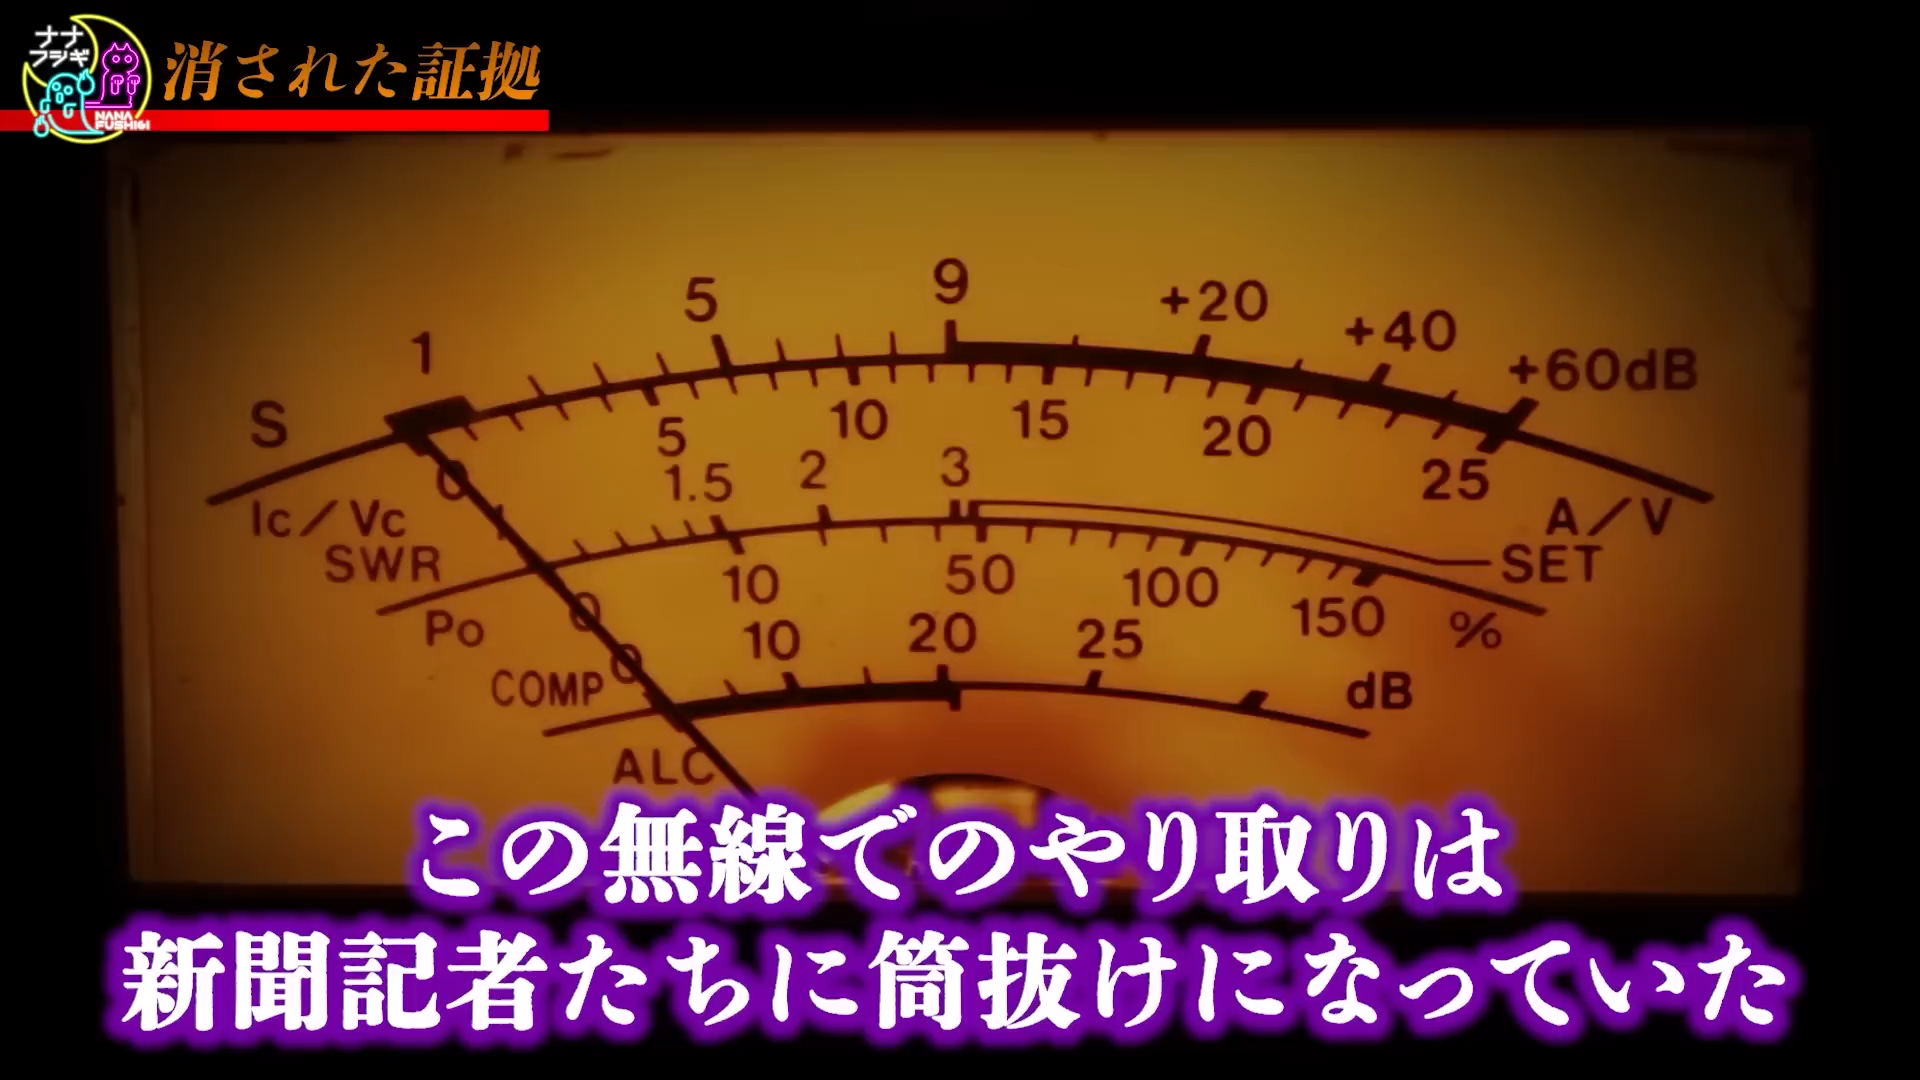 ナナ
フシギ
NANA
FUSHIGI
消された証拠
1 5 9 +20 +40 +60dB
S
5 10 15 20 25
0
Ic/Vc
A/V
1.5 2 3
1
SWR
SET
Po
0 10 50 100 150 %
COMP
0 10 20 25 dB
ALC
この無線でのやり取りは
新聞記者たちに筒抜けになっていた